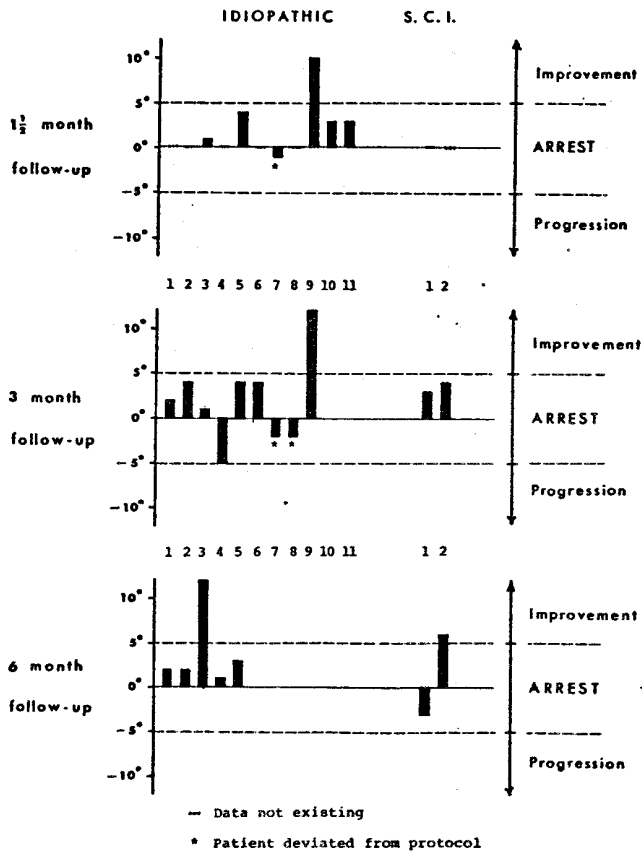 IDIOPATHIC S. C. I.
10°
5°
0°
−5°
−10°
1½ month
follow-up
*
Improvement
ARREST
Progression
1 2 3 4 5 6 7 8 9 10 11 1 2
10°
5°
0°
−5°
−10°
3 month
follow-up
* *
Improvement
ARREST
Progression
1 2 3 4 5 6 7 8 9 10 11 1 2
10°
5°
0°
−5°
−10°
6 month
follow-up
Improvement
ARREST
Progression
— Data not existing
* Patient deviated from protocol